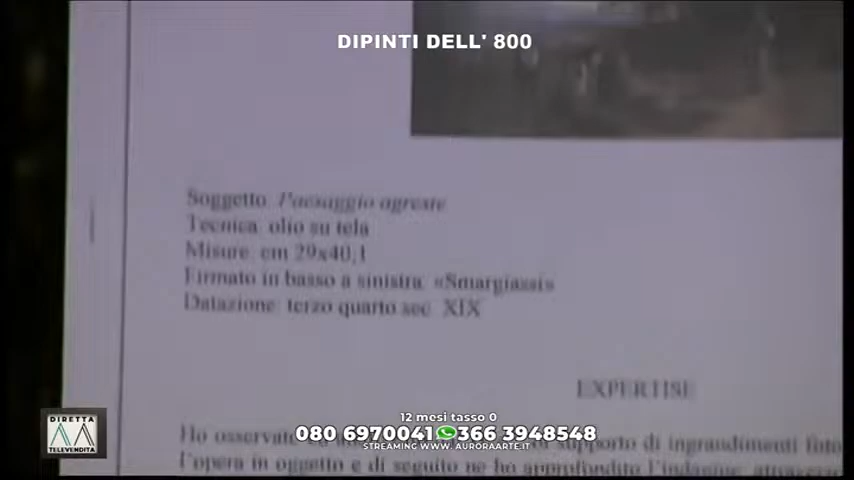 DIPINTI DELL' 800
Soggetto Paesaggio agreste
Tecnica olio su tela
Misure cm 29x40,1
Firmato in basso a sinistra «Smargiassi»
Datazione terzo quarto sec XIX
EXPERTISE
12 mesi tasso 0
DIRETTA
TELEVENDITA
080 6970041 366 3948548
STREAMING WWW. AURORAARTE.IT
Ho osservato supporto di ingrandimenti foto
l'opera in oggetto e di seguito ne ho approfondito l'indagine, attraverso